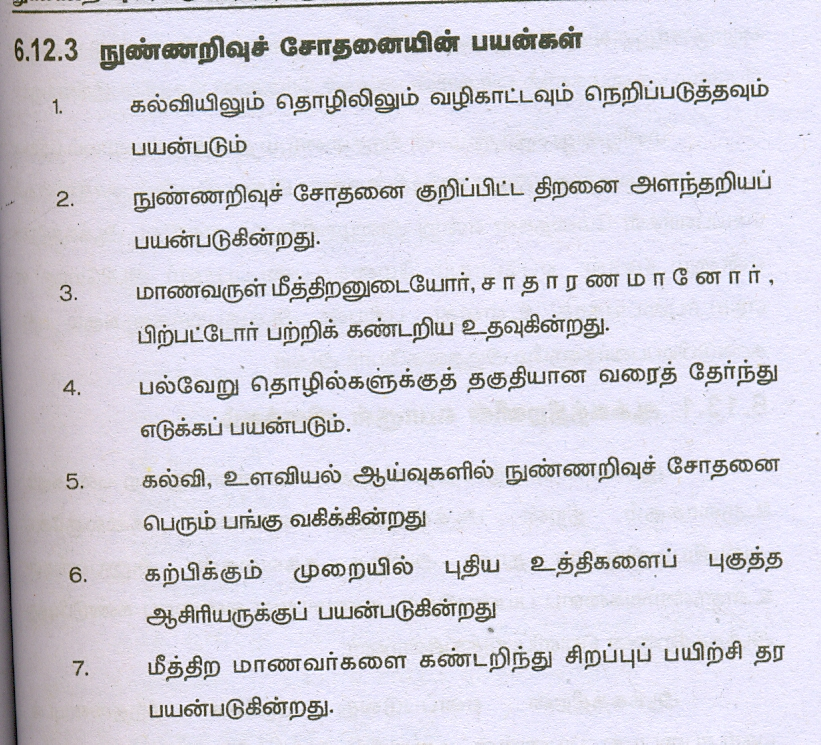 6.12.3 நுண்ணறிவுச் சோதனையின் பயன்கள்
1. கல்வியிலும் தொழிலிலும் வழிகாட்டவும் நெறிப்படுத்தவும்
பயன்படும்
2. நுண்ணறிவுச் சோதனை குறிப்பிட்ட திறனை அளந்தறியப்
பயன்படுகின்றது.
3. மாணவருள் மீத்திறனுடையோர், சாதாரணமானோர்,
பிற்பட்டோர் பற்றிக் கண்டறிய உதவுகின்றது.
4. பல்வேறு தொழில்களுக்குத் தகுதியான வரைத் தேர்ந்து
எடுக்கப் பயன்படும்.
5. கல்வி, உளவியல் ஆய்வுகளில் நுண்ணறிவுச் சோதனை
பெரும் பங்கு வகிக்கின்றது
6. கற்பிக்கும் முறையில் புதிய உத்திகளைப் புகுத்த
ஆசிரியருக்குப் பயன்படுகின்றது
7. மீத்திற மாணவர்களை கண்டறிந்து சிறப்புப் பயிற்சி தர
பயன்படுகின்றது.